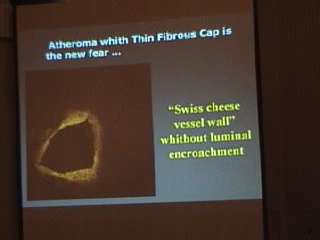 Atheroma whith Thin Fibrous Cap is
the new fear ...
“Swiss cheese
vessel wall”
whithout luminal
encroachment